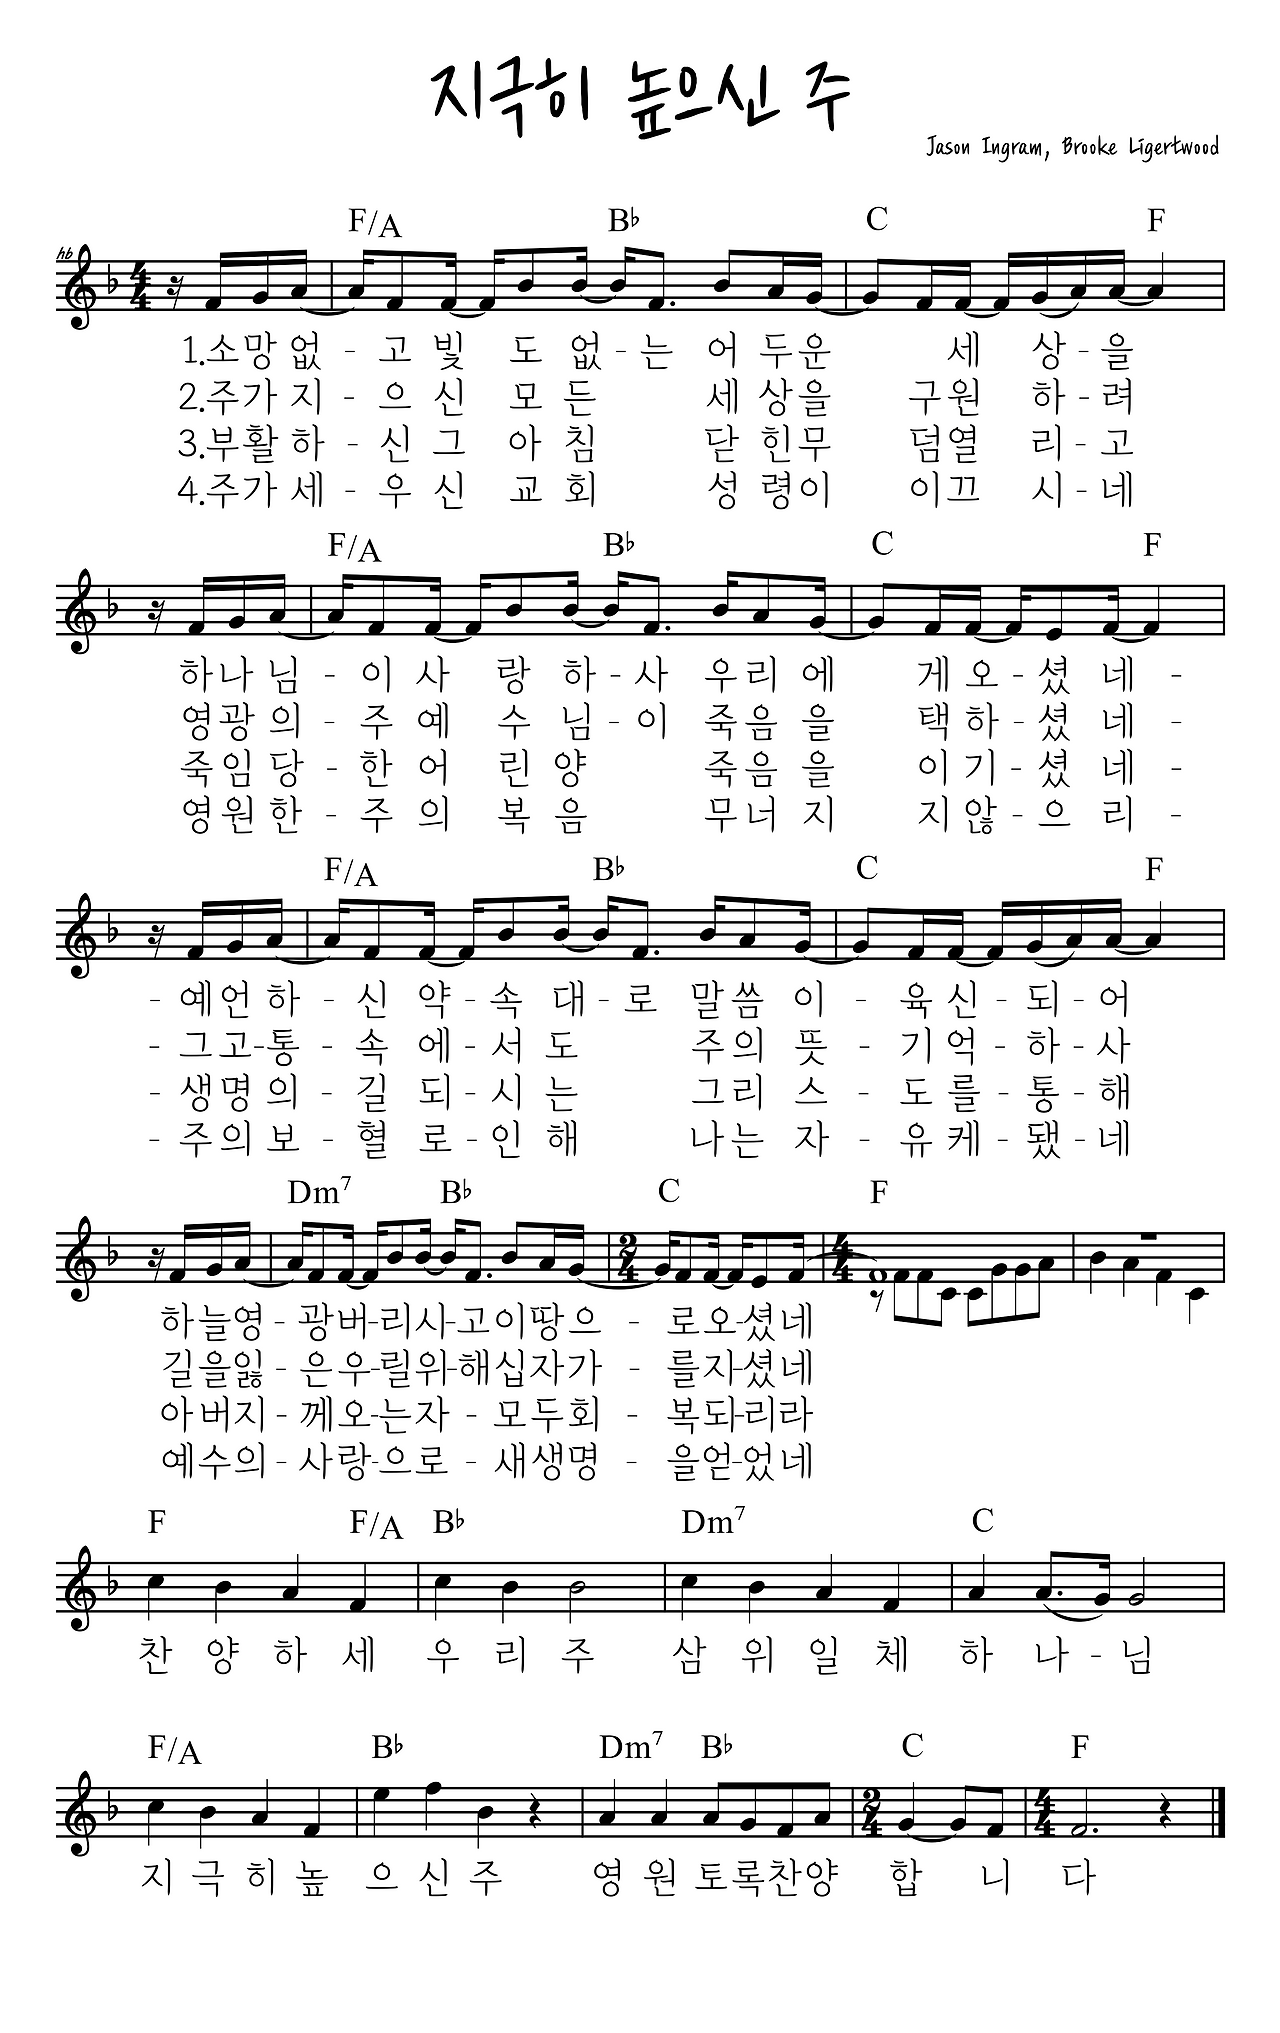 지극히 높으신 주
Jason Ingram, Brooke Ligertwood
F/A B♭ C F
hb
4 4
1.소망 없 - 고 빛 도 없 - 는 어 두운 세 상 - 을
2.주가 지 - 으 신 모 든 세 상을 구원 하 - 려
3.부활 하 - 신 그 아 침 닫 힌무 덤열 리 - 고
4.주가 세 - 우 신 교 회 성 령이 이끄 시 - 네
F/A B♭ C F
하나 님 - 이 사 랑 하 - 사 우리 에 게 오 - 셨 네 -
영광 의 - 주 예 수 님 - 이 죽음 을 택 하 - 셨 네 -
죽임 당 - 한 어 린 양 죽음 을 이 기 - 셨 네 -
영원 한 - 주 의 복 음 무너 지 지 않 - 으 리 -
F/A B♭ C F
- 예언 하 - 신 약 - 속 대 - 로 말씀 이 - 육 신 - 되 - 어
- 그고-통 - 속 에 - 서 도 주의 뜻 - 기 억 - 하 - 사
- 생명 의 - 길 되 - 시 는 그리 스 - 도 를 - 통 - 해
- 주의 보 - 혈 로 - 인 해 나는 자 - 유 케 - 됐 - 네
Dm7 B♭ C F
2 4 4 4
하늘영 - 광버-리시-고이땅으 - 로오-셨네
길을잃 - 은우-릴위-해십자가 - 를지-셨네
아버지 - 께오-는자 - 모두회 - 복되-리라
예수의 - 사랑-으로 - 새생명 - 을얻-었네
F F/A B♭ Dm7 C
찬 양 하 세 우 리 주 삼 위 일 체 하 나 - 님
F/A B♭ Dm7 B♭ C F
2 4 4 4
지 극 히 높 으 신 주 영 원 토록찬양 합 니 다